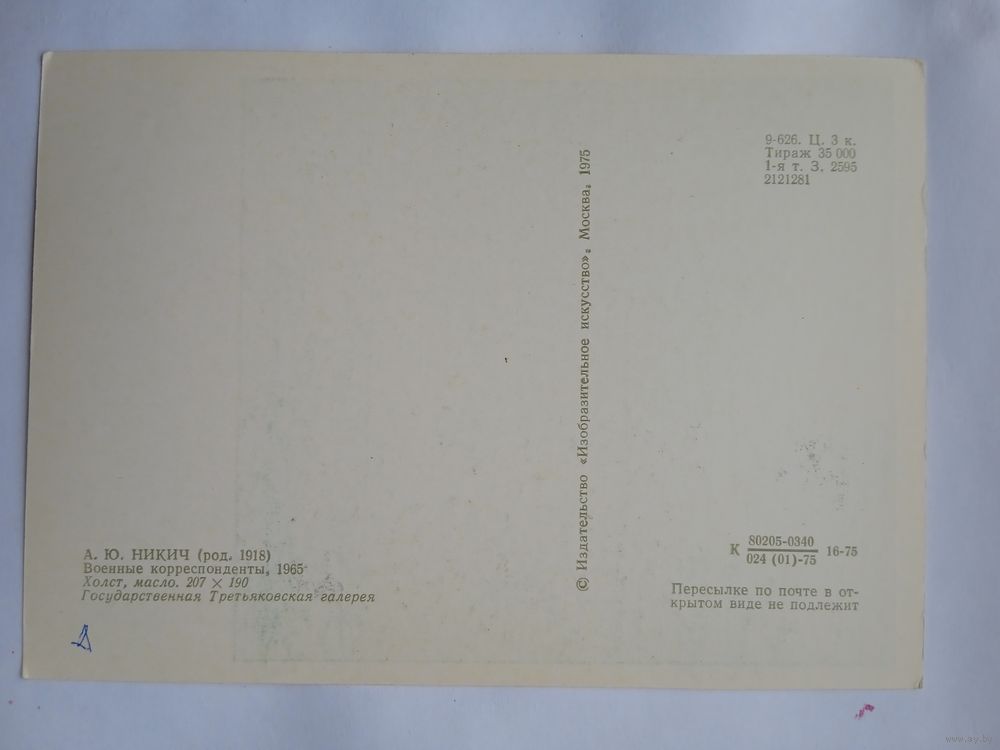 9-626. Ц. 3 к.
Тираж 35 000
1-я т. З. 2595
2121281
© Издательство «Изобразительное искусство», Москва, 1975
А. Ю. НИКИЧ (род. 1918)
Военные корреспонденты, 1965
Холст, масло. 207 × 190
Государственная Третьяковская галерея
К 80205-0340 16-75
024 (01)-75
Пересылке по почте в от-
крытом виде не подлежит
Д
www.ay.by